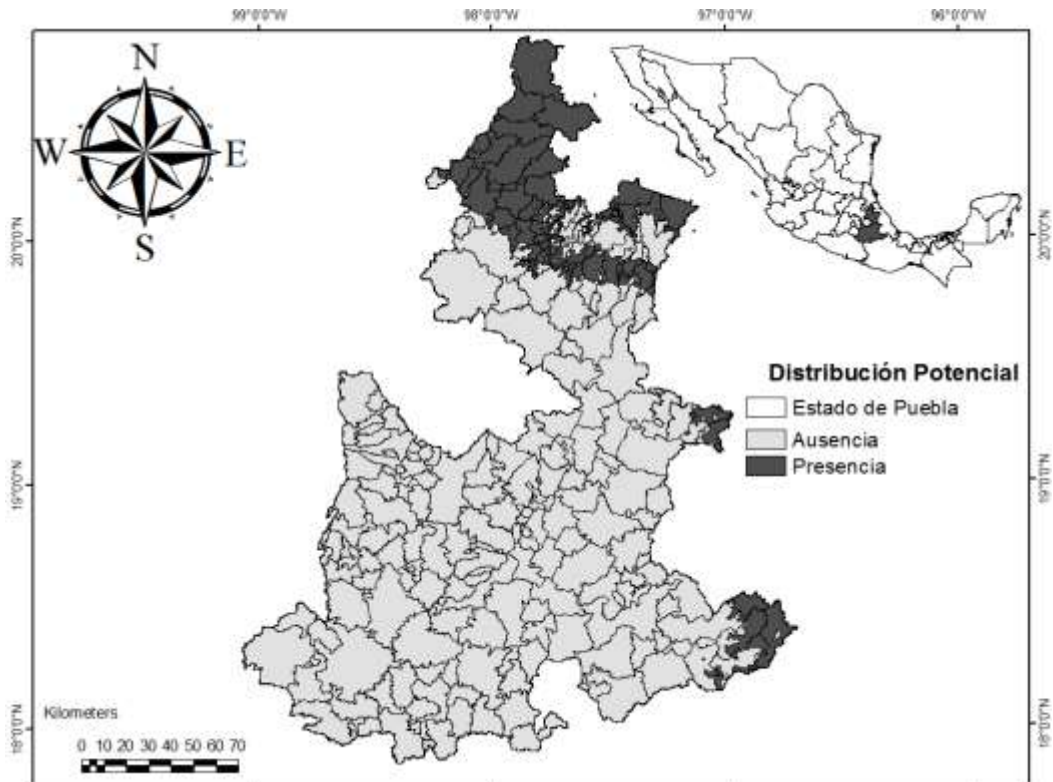 99°0'0"W 98°0'0"W 97°0'0"W 96°0'0"W
N
W E
S
20°0'0"N 20°0'0"N
Distribución Potencial
Estado de Puebla
Ausencia
Presencia
19°0'0"N 19°0'0"N
18°0'0"N 18°0'0"N
Kilometers
0 10 20 30 40 50 60 70